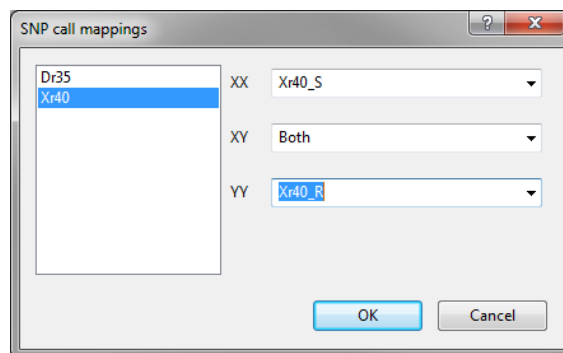 SNP call mappings
Dr35
Xr40
XX Xr40_S
XY Both
YY Xr40_R
OK Cancel